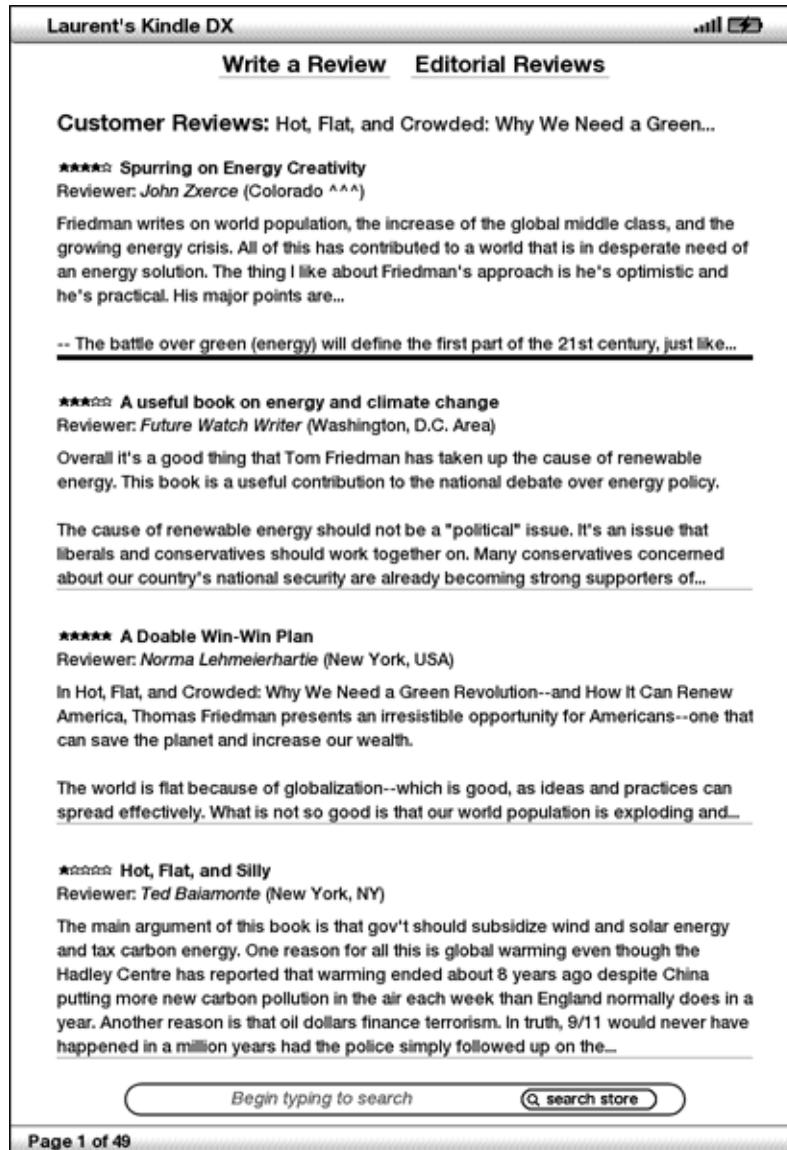 Laurent's Kindle DX
Write a Review Editorial Reviews
Customer Reviews: Hot, Flat, and Crowded: Why We Need a Green...
★★★★☆ Spurring on Energy Creativity
Reviewer: John Zxerce (Colorado ^^^)
Friedman writes on world population, the increase of the global middle class, and the
growing energy crisis. All of this has contributed to a world that is in desperate need of
an energy solution. The thing I like about Friedman's approach is he's optimistic and
he's practical. His major points are...
-- The battle over green (energy) will define the first part of the 21st century, just like...
★★★☆☆ A useful book on energy and climate change
Reviewer: Future Watch Writer (Washington, D.C. Area)
Overall it's a good thing that Tom Friedman has taken up the cause of renewable
energy. This book is a useful contribution to the national debate over energy policy.
The cause of renewable energy should not be a "political" issue. It's an issue that
liberals and conservatives should work together on. Many conservatives concerned
about our country's national security are already becoming strong supporters of...
★★★★★ A Doable Win-Win Plan
Reviewer: Norma Lehmeierhartie (New York, USA)
In Hot, Flat, and Crowded: Why We Need a Green Revolution--and How It Can Renew
America, Thomas Friedman presents an irresistible opportunity for Americans--one that
can save the planet and increase our wealth.
The world is flat because of globalization--which is good, as ideas and practices can
spread effectively. What is not so good is that our world population is exploding and...
★☆☆☆☆ Hot, Flat, and Silly
Reviewer: Ted Baiamonte (New York, NY)
The main argument of this book is that gov't should subsidize wind and solar energy
and tax carbon energy. One reason for all this is global warming even though the
Hadley Centre has reported that warming ended about 8 years ago despite China
putting more new carbon pollution in the air each week than England normally does in a
year. Another reason is that oil dollars finance terrorism. In truth, 9/11 would never have
happened in a million years had the police simply followed up on the...
Begin typing to search search store
Page 1 of 49